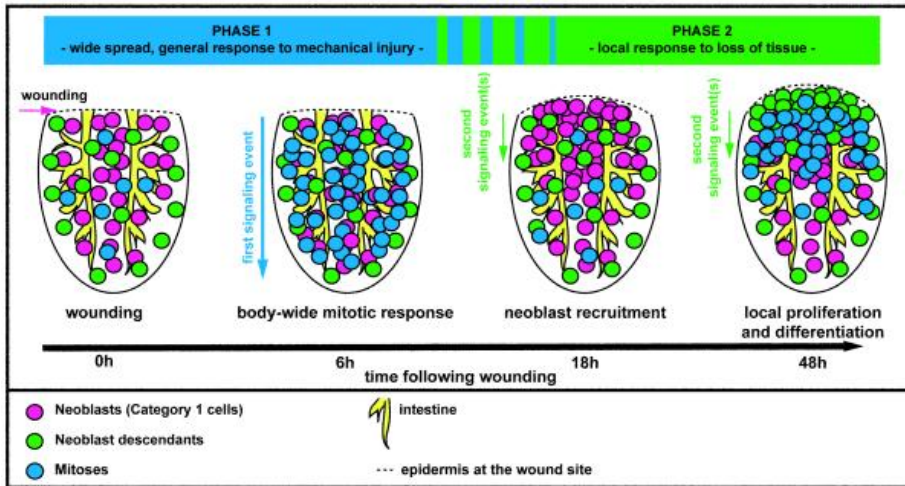 PHASE 1
- wide spread, general response to mechanical injury -
PHASE 2
- local response to loss of tissue -
wounding
first signaling event
second
signaling event(s)
second
signaling event(s)
wounding
body-wide mitotic response
neoblast recruitment
local proliferation
and differentiation
0h
6h
18h
48h
time following wounding
Neoblasts (Category 1 cells)
intestine
Neoblast descendants
Mitoses
epidermis at the wound site